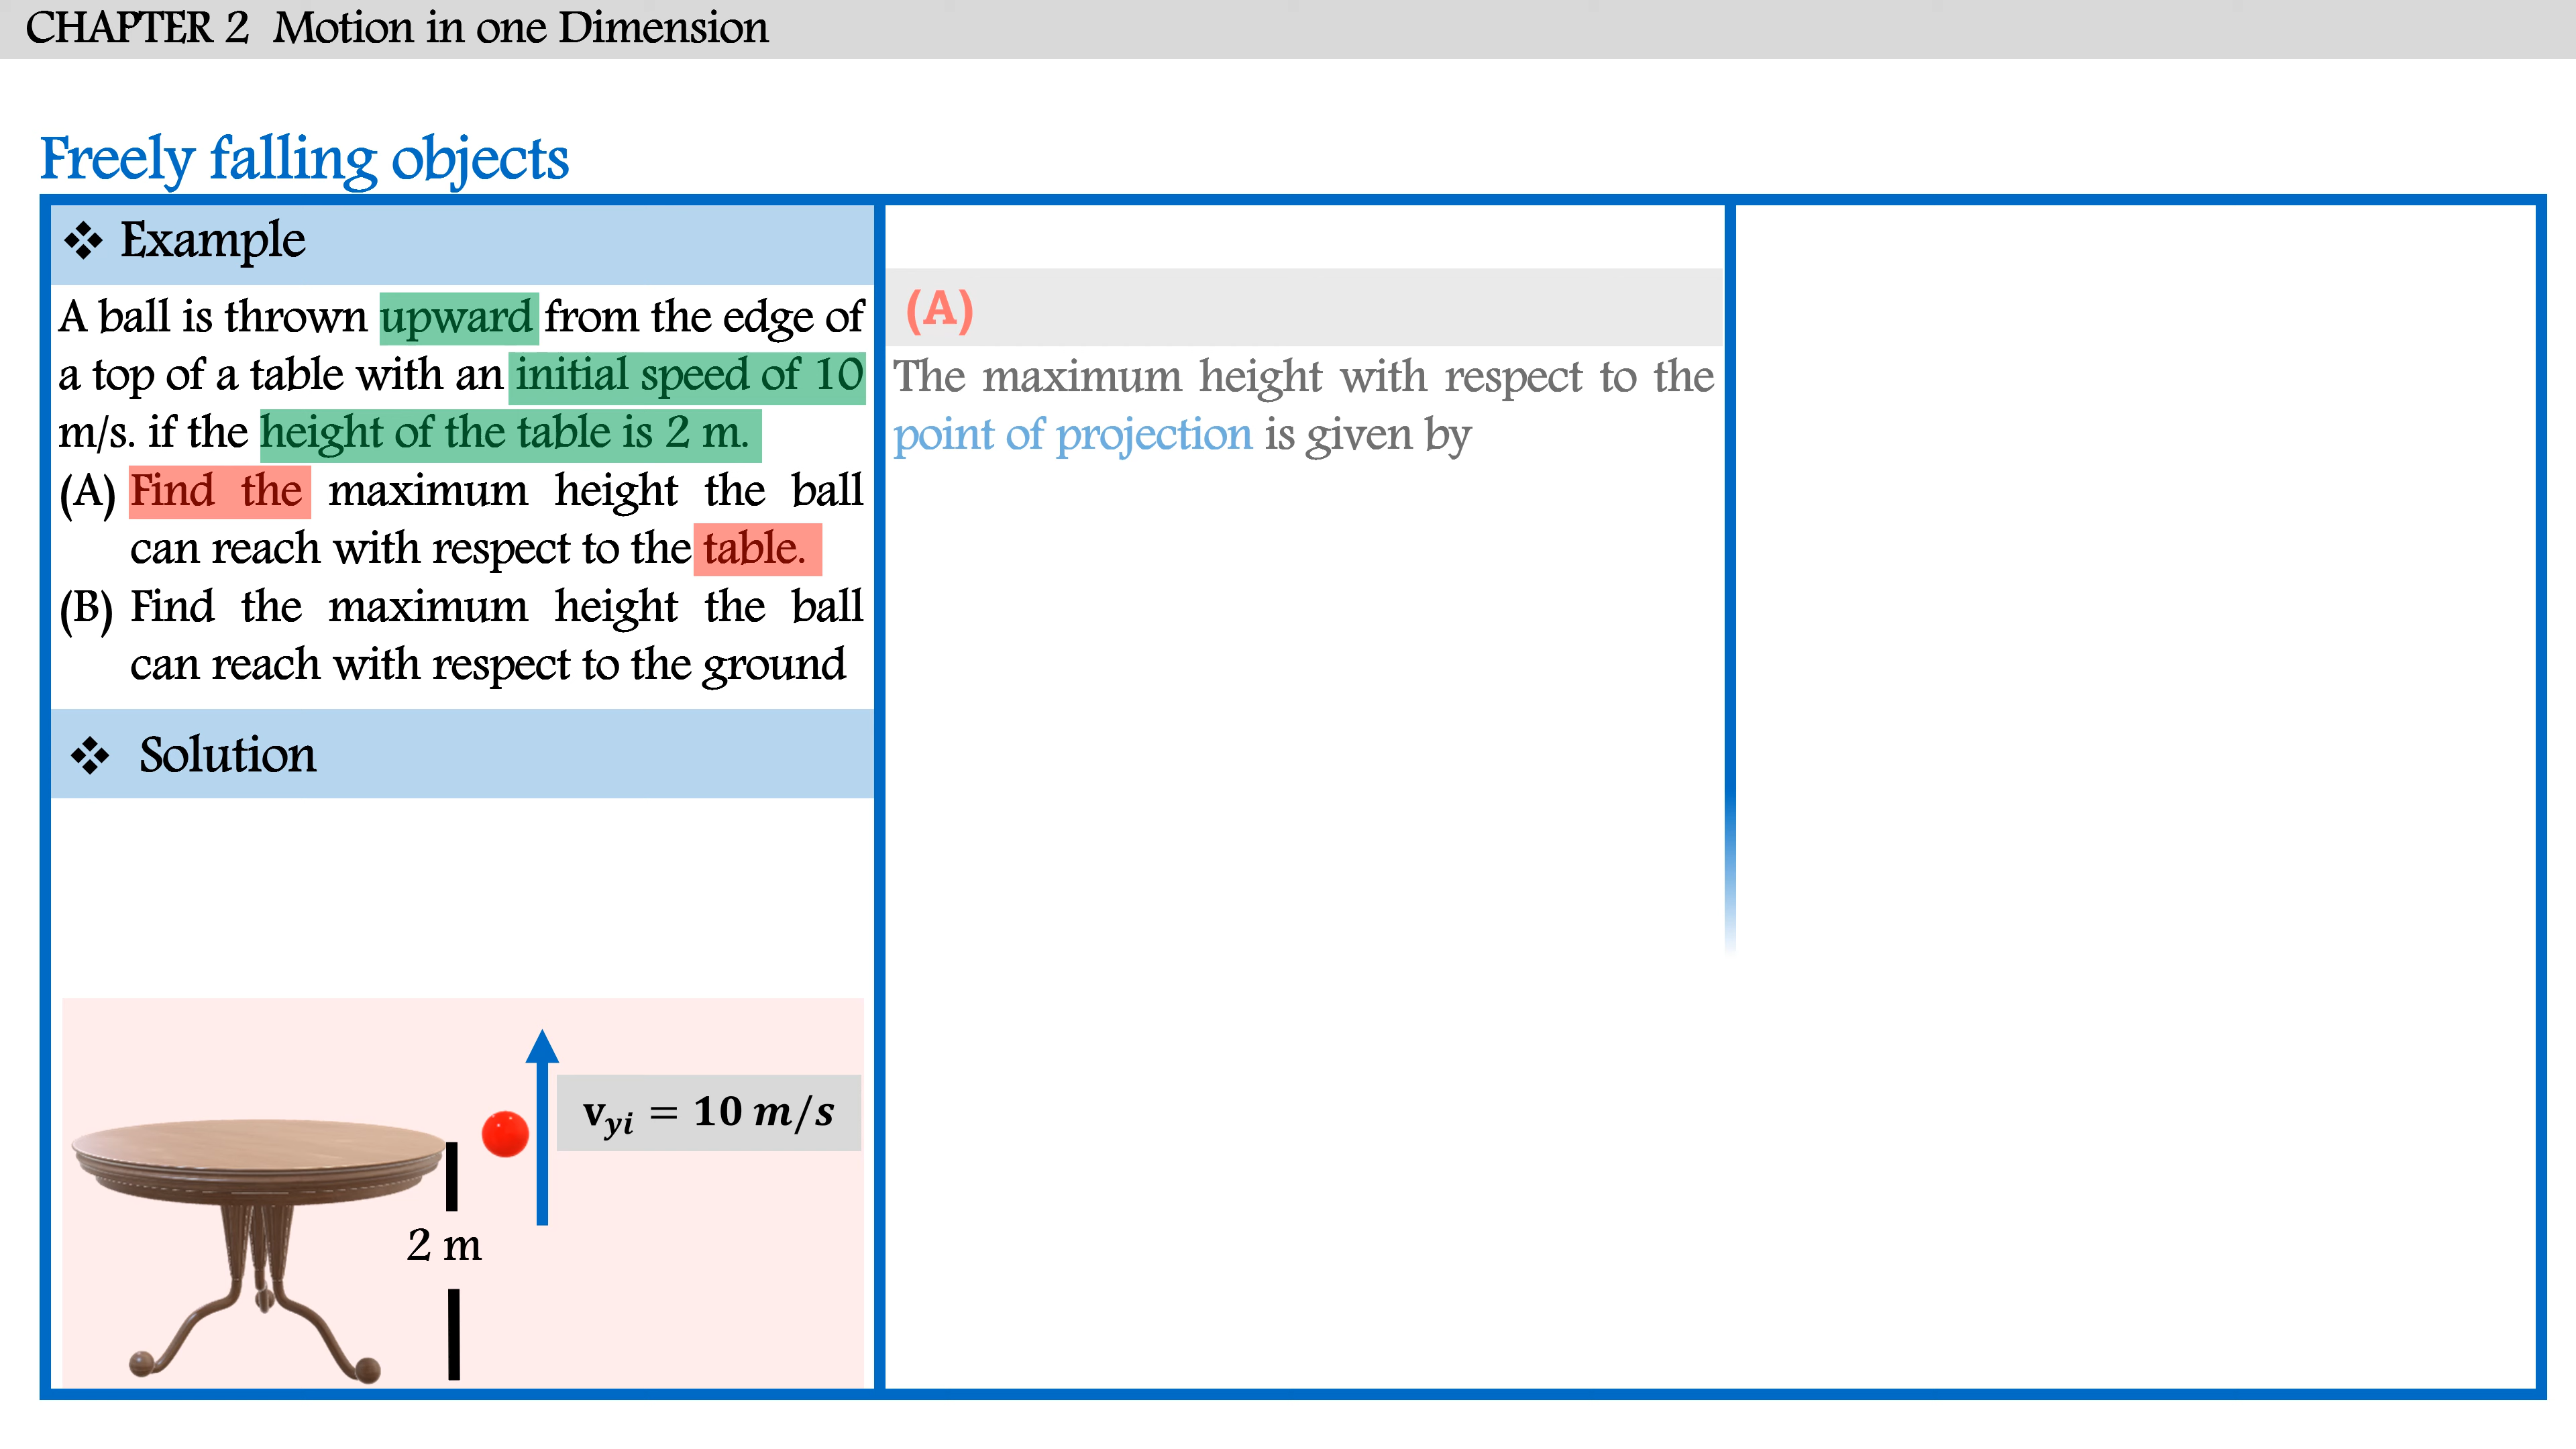 CHAPTER 2 Motion in one Dimension
Freely falling objects
❖ Example
A ball is thrown upward from the edge of
a top of a table with an initial speed of 10
m/s. if the height of the table is 2 m.
(A) Find the maximum height the ball
can reach with respect to the table.
(B) Find the maximum height the ball
can reach with respect to the ground
❖ Solution
v_{yi} = 10 m/s
2 m
(A)
The maximum height with respect to the
point of projection is given by